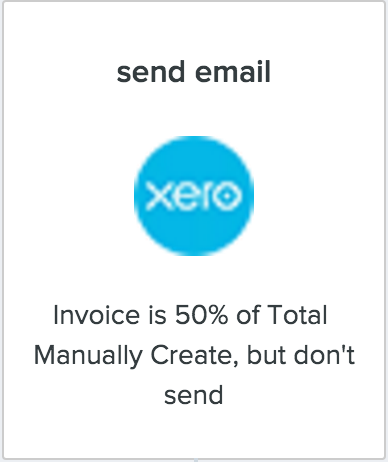 send email
xero
Invoice is 50% of Total
Manually Create, but don't
send